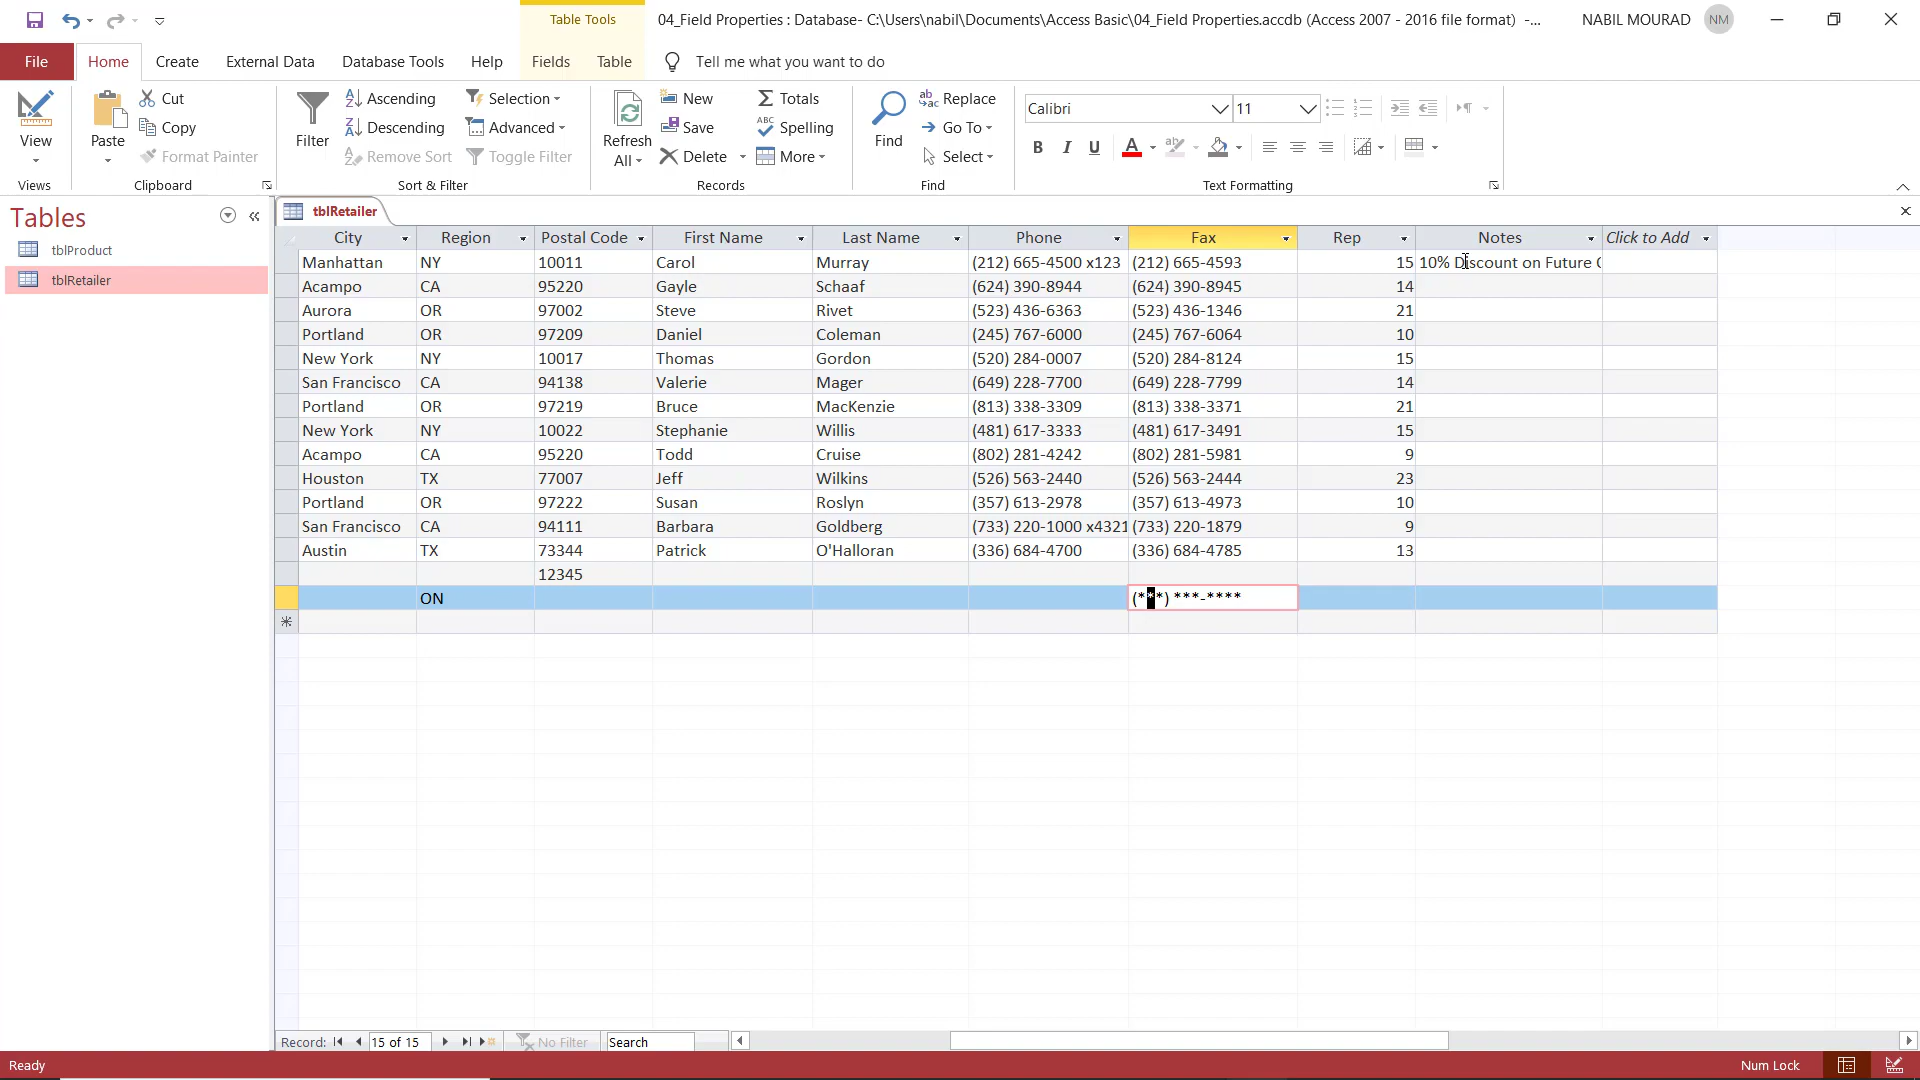 Table Tools
04_Field Properties : Database- C:\Users\nabil\Documents\Access Basic\04_Field Properties.accdb (Access 2007 - 2016 file format) -...
NABIL MOURAD NM
File Home Create External Data Database Tools Help Fields Table Tell me what you want to do
View
Views
Paste
Cut
Copy
Format Painter
Clipboard
Filter
Ascending
Descending
Remove Sort
Selection
Advanced
Toggle Filter
Sort & Filter
Refresh All
New
Save
Delete
Totals
Spelling
More
Records
Find
Replace
Go To
Select
Find
Calibri 11
B I U A
Text Formatting
Tables
tblProduct
tblRetailer
tblRetailer
City Region Postal Code First Name Last Name Phone Fax Rep Notes Click to Add
Manhattan NY 10011 Carol Murray (212) 665-4500 x123 (212) 665-4593 15 10% Discount on Future
Acampo CA 95220 Gayle Schaaf (624) 390-8944 (624) 390-8945 14
Aurora OR 97002 Steve Rivet (523) 436-6363 (523) 436-1346 21
Portland OR 97209 Daniel Coleman (245) 767-6000 (245) 767-6064 10
New York NY 10017 Thomas Gordon (520) 284-0007 (520) 284-8124 15
San Francisco CA 94138 Valerie Mager (649) 228-7700 (649) 228-7799 14
Portland OR 97219 Bruce MacKenzie (813) 338-3309 (813) 338-3371 21
New York NY 10022 Stephanie Willis (481) 617-3333 (481) 617-3491 15
Acampo CA 95220 Todd Cruise (802) 281-4242 (802) 281-5981 9
Houston TX 77007 Jeff Wilkins (526) 563-2440 (526) 563-2444 23
Portland OR 97222 Susan Roslyn (357) 613-2978 (357) 613-4973 10
San Francisco CA 94111 Barbara Goldberg (733) 220-1000 x4321 (733) 220-1879 9
Austin TX 73344 Patrick O'Halloran (336) 684-4700 (336) 684-4785 13
12345
ON (***) ***-****
Record: 15 of 15 No Filter Search
Ready Num Lock